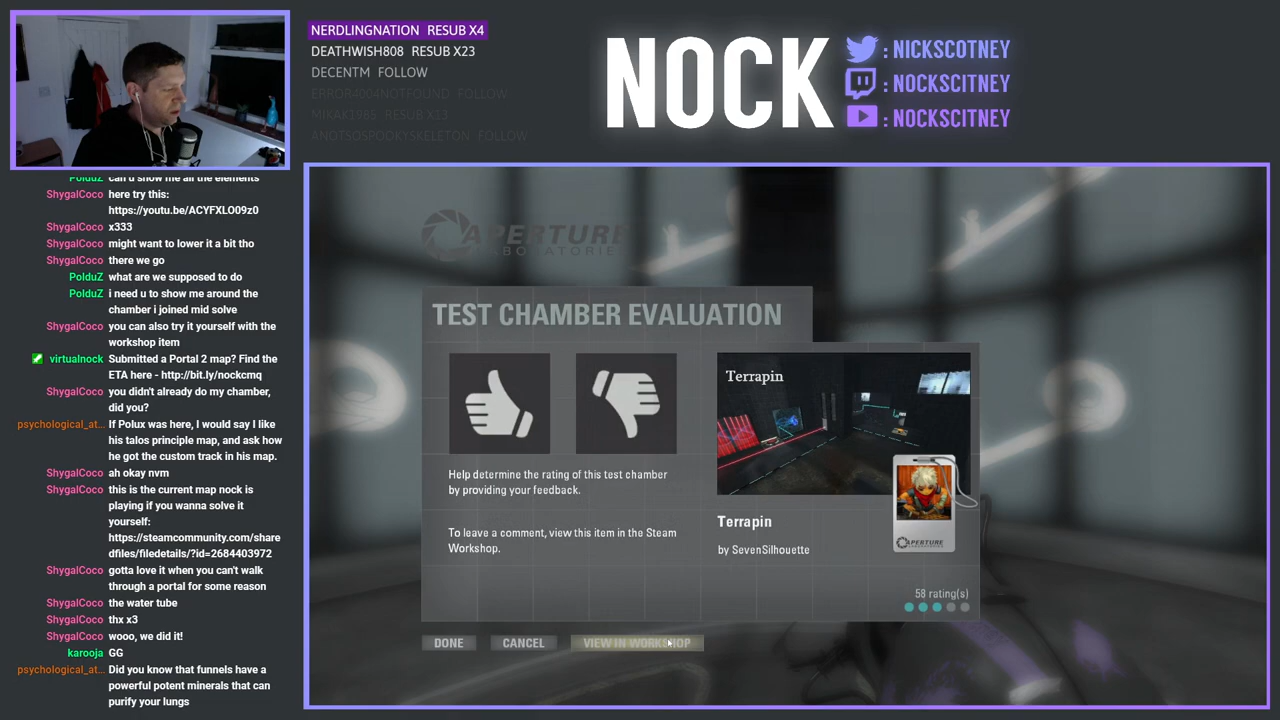 NERDLINGNATION RESUB X4
DEATHWISH808 RESUB X23
DECENTM FOLLOW
ERROR4004NOTFOUND FOLLOW
MIKAK1965 RESUB X13
ANOTSOSPOOKYSKELETON FOLLOW
NOCK
: NICKSCOTNEY
: NOCKSCITNEY
: NOCKSCITNEY
PolduZ can u show me all the elements
ShygalCoco here try this:
https://youtu.be/ACYFXLO09z0
ShygalCoco x333
ShygalCoco might want to lower it a bit tho
ShygalCoco there we go
PolduZ what are we supposed to do
PolduZ i need u to show me around the
chamber i joined mid solve
ShygalCoco you can also try it yourself with the
workshop item
virtualnock Submitted a Portal 2 map? Find the
ETA here - http://bit.ly/nockcmq
ShygalCoco you didn't already do my chamber,
did you?
psychological_at... If Polux was here, I would say I like
his talos principle map, and ask how
he got the custom track in his map.
ShygalCoco ah okay nvm
ShygalCoco this is the current map nock is
playing if you wanna solve it
yourself:
https://steamcommunity.com/share
dfiles/filedetails/?id=2684403972
ShygalCoco gotta love it when you can't walk
through a portal for some reason
ShygalCoco the water tube
ShygalCoco thx x3
ShygalCoco wooo, we did it!
karooja GG
psychological_at... Did you know that funnels have a
powerful potent minerals that can
purify your lungs
APERTURE
LABORATORIE
TEST CHAMBER EVALUATION
Help determine the rating of this test chamber
by providing your feedback.
To leave a comment, view this item in the Steam
Workshop.
Terrapin
APERTURE
Terrapin
by SevenSilhouette
58 rating(s)
DONE CANCEL VIEW IN WORKSHOP